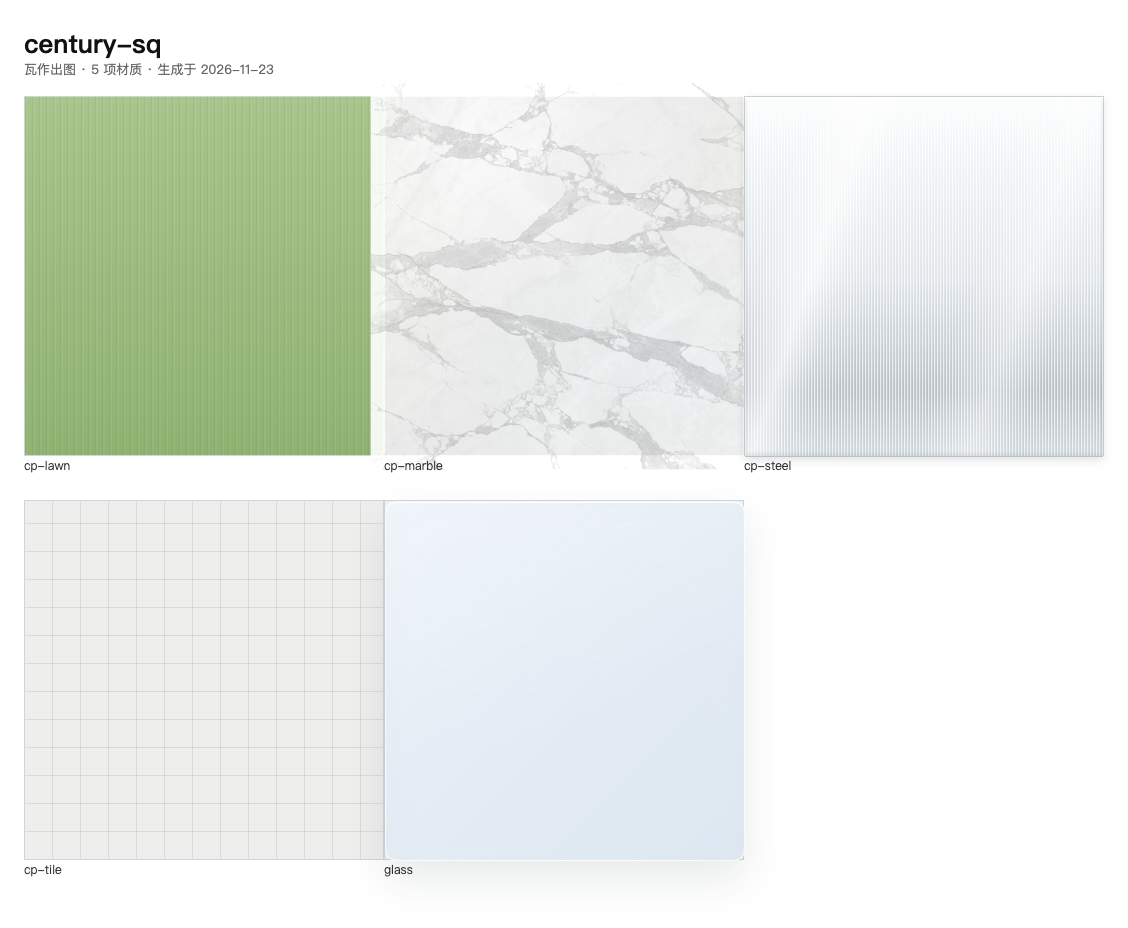 century-sq
瓦作出图 · 5 项材质 · 生成于 2026-11-23
cp-lawn
cp-marble
cp-steel
cp-tile
glass